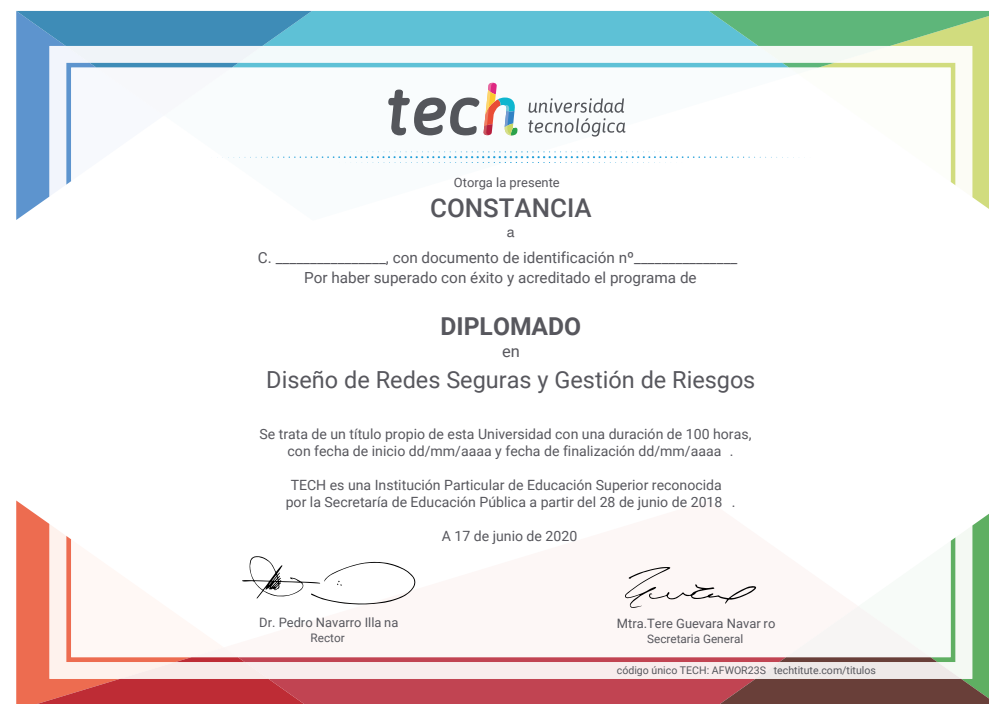 tech universidad
tecnológica
Otorga la presente
CONSTANCIA
a
C. ______________, con documento de identificación nº_____________
Por haber superado con éxito y acreditado el programa de
DIPLOMADO
en
Diseño de Redes Seguras y Gestión de Riesgos
Se trata de un título propio de esta Universidad con una duración de 100 horas,
con fecha de inicio dd/mm/aaaa y fecha de finalización dd/mm/aaaa .
TECH es una Institución Particular de Educación Superior reconocida
por la Secretaría de Educación Pública a partir del 28 de junio de 2018 .
A 17 de junio de 2020
Dr. Pedro Navarro Illa na
Rector
Mtra.Tere Guevara Navar ro
Secretaria General
código único TECH: AFWOR23S techtitute.com/titulos